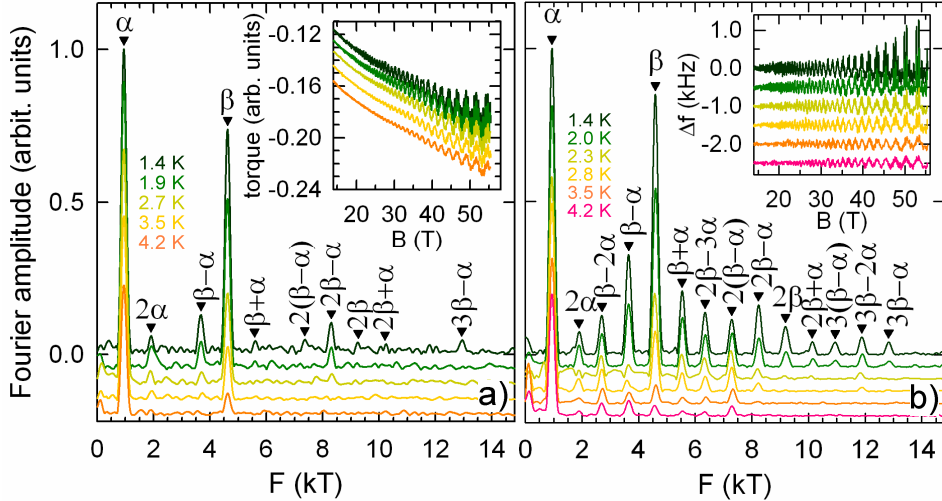 α
β
2α
β−α
β+α
2(β−α)
2β−α
2β
2β+α
3β−α
1.0
0.5
0.0
Fourier amplitude (arbit. units)
1.4 K
1.9 K
2.7 K
3.5 K
4.2 K
torque (arb. units)
-0.12
-0.16
-0.20
-0.24
20 30 40 50
B (T)
a)
0 2 4 6 8 10 12 14
F (kT)
α
β
2α
β−2α
β−α
β+α
2β−3α
2(β−α)
2β−α
2β
2β+α
3(β−α)
3β−2α
3β−α
1.4 K
2.0 K
2.3 K
2.8 K
3.5 K
4.2 K
Δf (kHz)
1.0
0.0
-1.0
-2.0
20 30 40 50
B (T)
b)
0 2 4 6 8 10 12 14
F (kT)